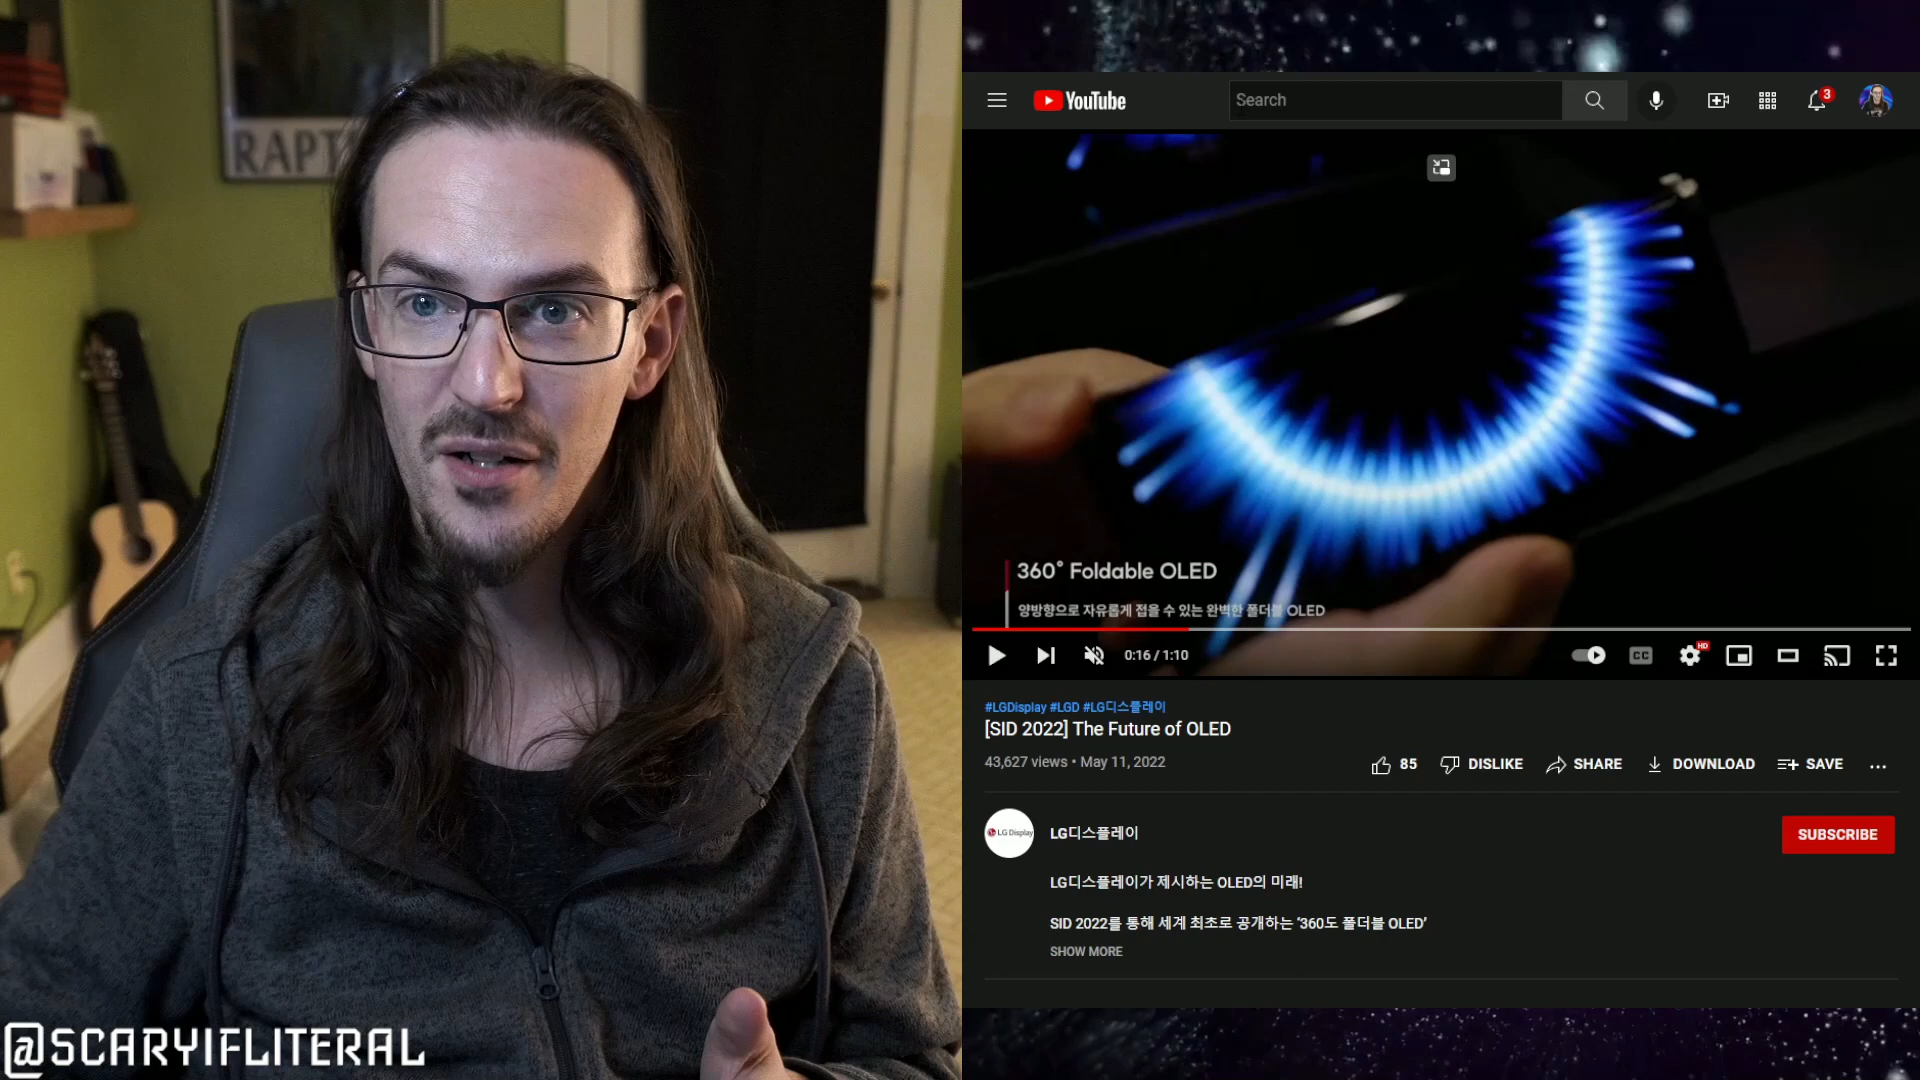 RAPT
@SCARYIFLITERAL
YouTube
Search
3
360° Foldable OLED
양방향으로 자유롭게 접을 수 있는 완벽한 폴더블 OLED
0:16 / 1:10
CC
HD
#LGDisplay #LGD #LG디스플레이
[SID 2022] The Future of OLED
43,627 views • May 11, 2022
85
DISLIKE
SHARE
DOWNLOAD
SAVE
LG Display
LG디스플레이
SUBSCRIBE
LG디스플레이가 제시하는 OLED의 미래!
SID 2022를 통해 세계 최초로 공개하는 ‘360도 폴더블 OLED’
SHOW MORE